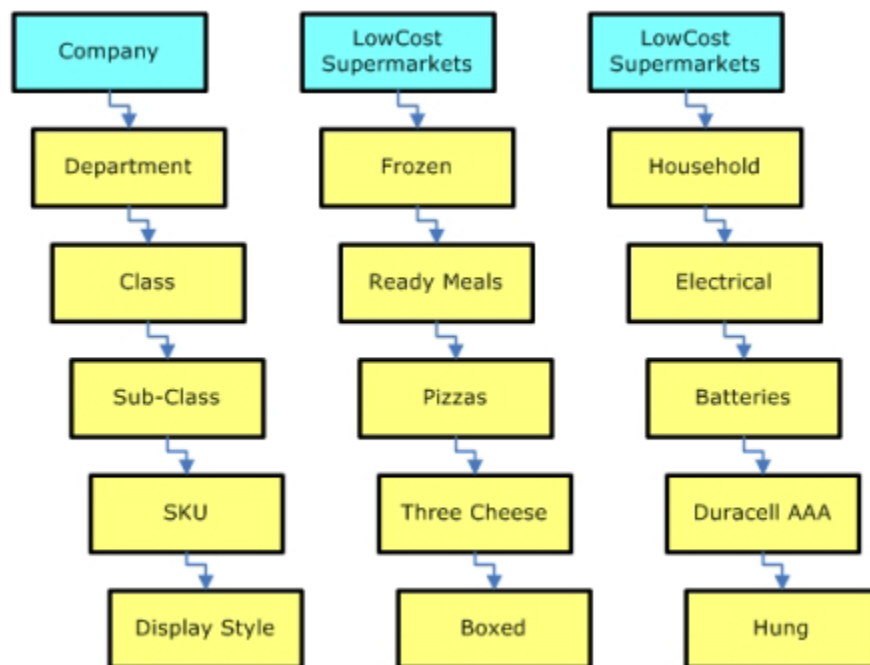 Company
LowCost
Supermarkets
LowCost
Supermarkets
Department
Frozen
Household
Class
Ready Meals
Electrical
Sub-Class
Pizzas
Batteries
SKU
Three Cheese
Duracell AAA
Display Style
Boxed
Hung